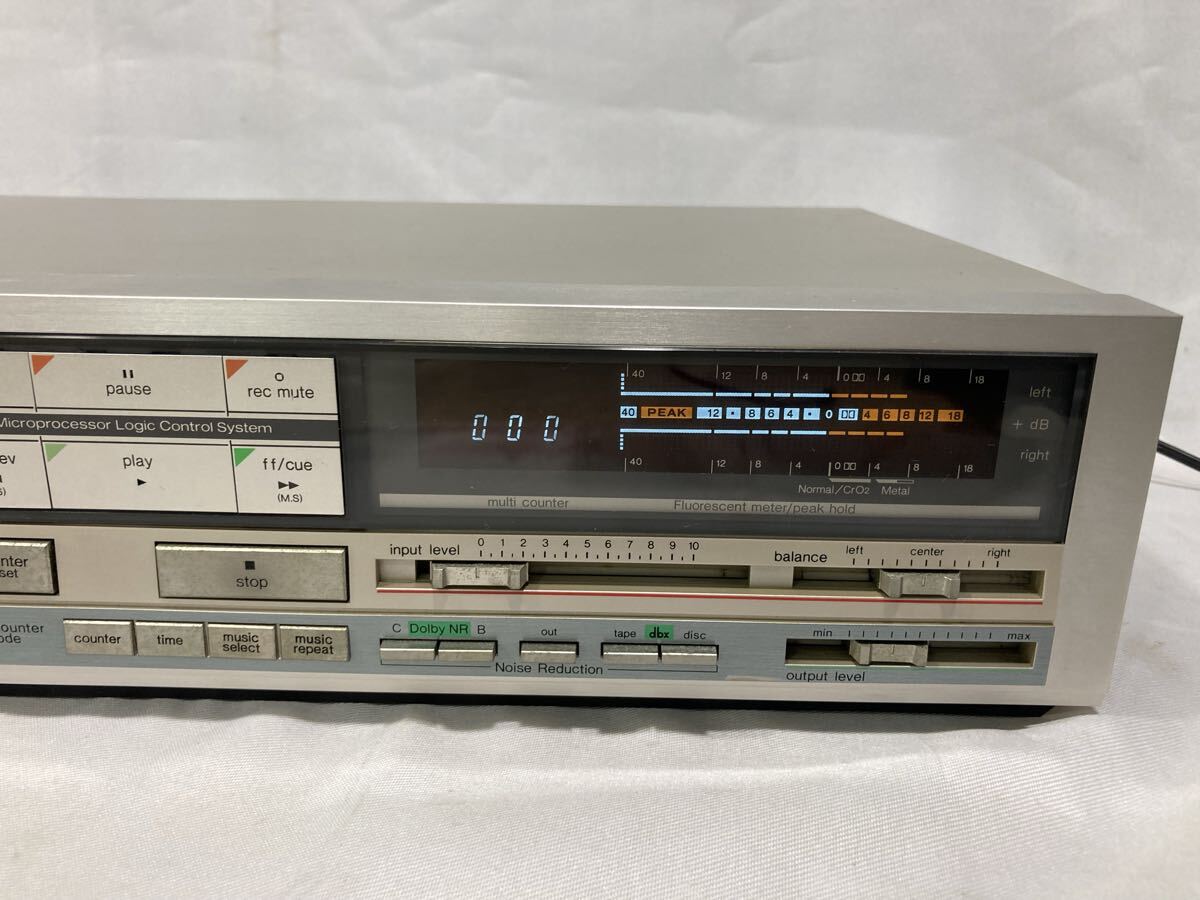 pause
rec mute
Microprocessor Logic Control System
play
ff/cue
(M.S)
stop
counter
time
music select
music repeat
000
40 12 8 4 0 4 8 18
40 PEAK 12 8 6 4 0 4 6 8 12 18
40 12 8 4 0 4 8 18
left
+ dB
right
Normal/CrO2 Metal
multi counter
Fluorescent meter/peak hold
input level 0 1 2 3 4 5 6 7 8 9 10
balance left center right
C Dolby NR B
out
tape dbx disc
Noise Reduction
min max
output level